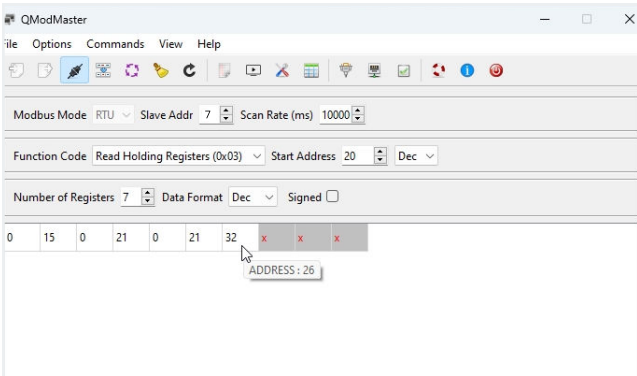 QModMaster
ile Options Commands View Help
Modbus Mode RTU Slave Addr 7 Scan Rate (ms) 10000
Function Code Read Holding Registers (0x03) Start Address 20 Dec
Number of Registers 7 Data Format Dec Signed
0 15 0 21 0 21 32 x x x
ADDRESS : 26